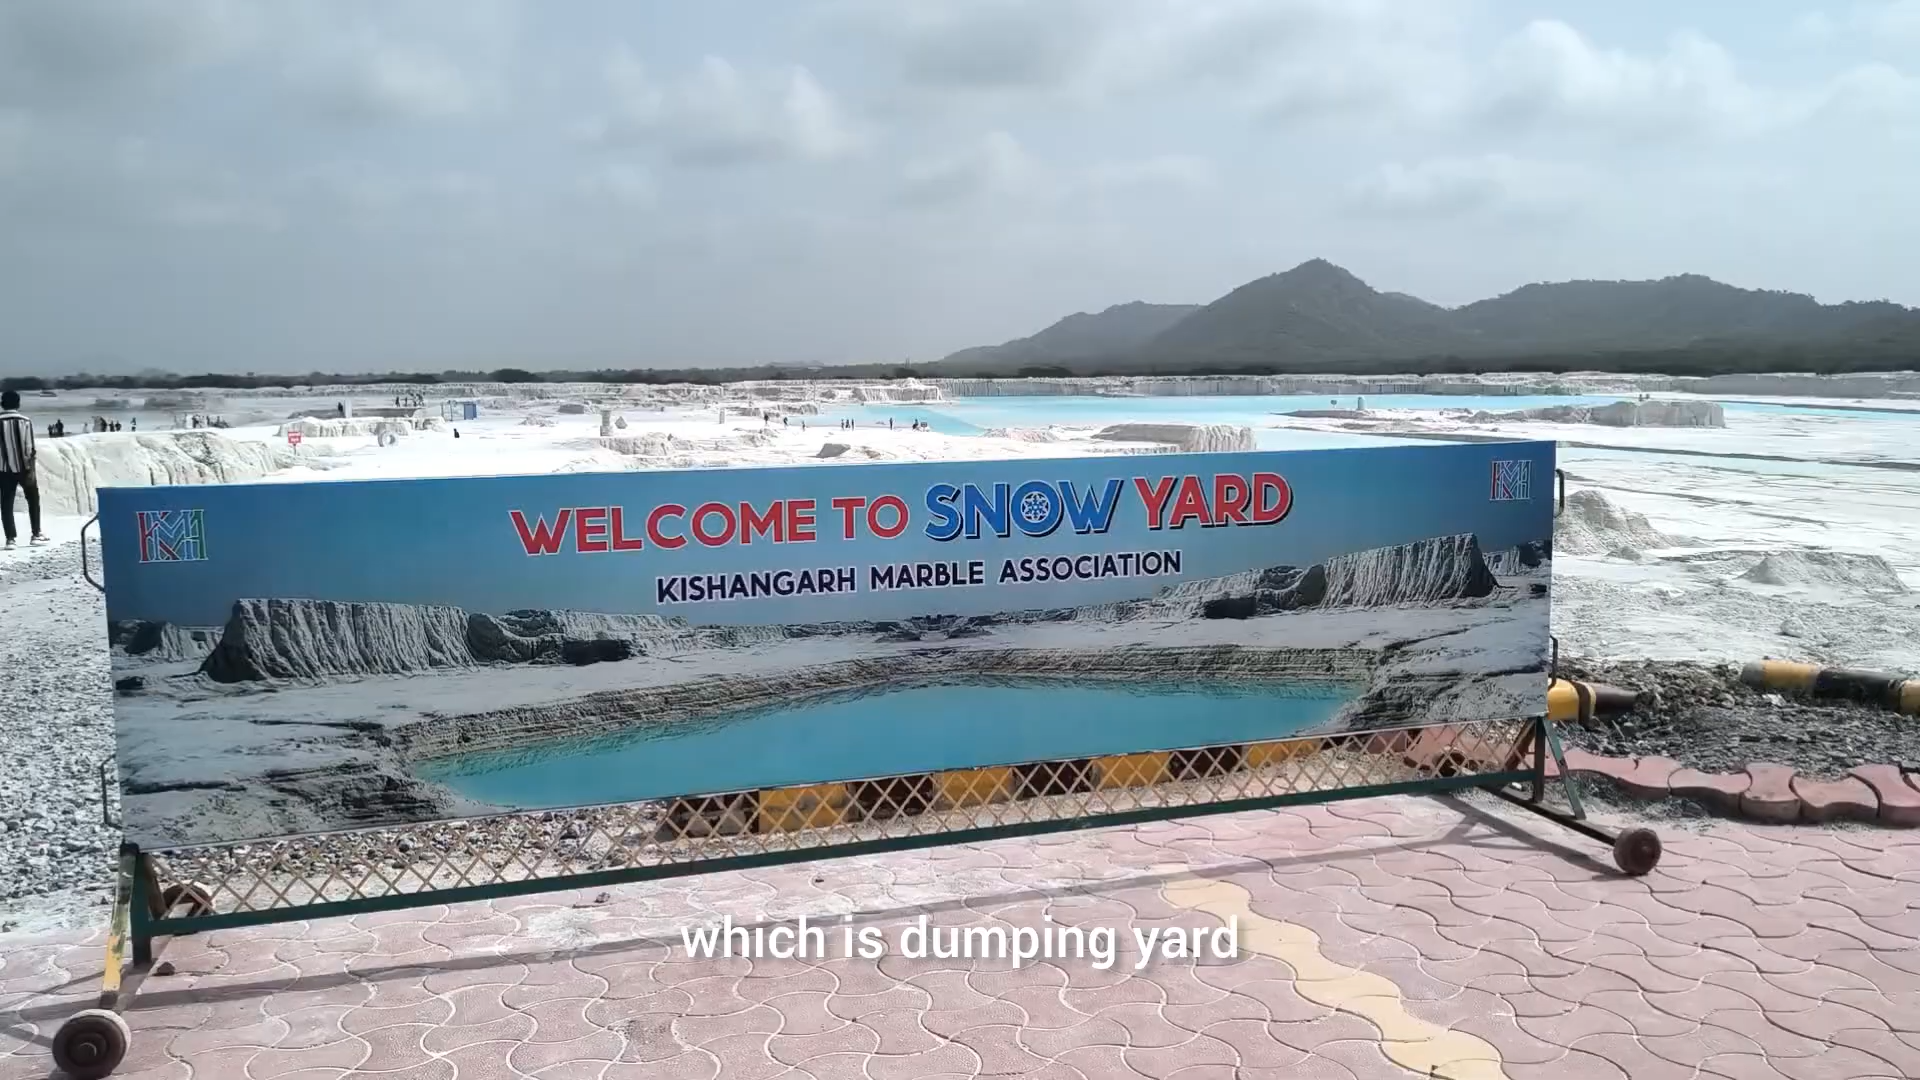 WELCOME TO SNOW YARD
KISHANGARH MARBLE ASSOCIATION
which is dumping yard